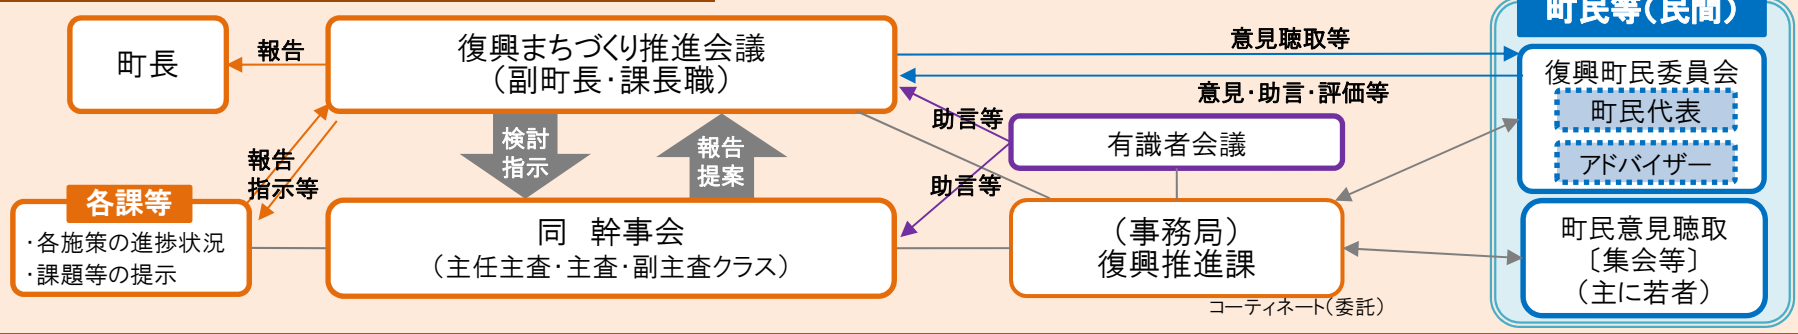 町民等（民間）
町長
報告
復興まちづくり推進会議
（副町長・課長職）
意見聴取等
意見・助言・評価等
復興町民委員会
町民代表
アドバイザー
助言等
有識者会議
検討
指示
報告
提案
報告
指示等
助言等
各課等
・各施策の進捗状況
・課題等の提示
同　幹事会
（主任主査・主査・副主査クラス）
（事務局）
復興推進課
コーティネート（委託）
町民意見聴取
〔集会等〕
（主に若者）